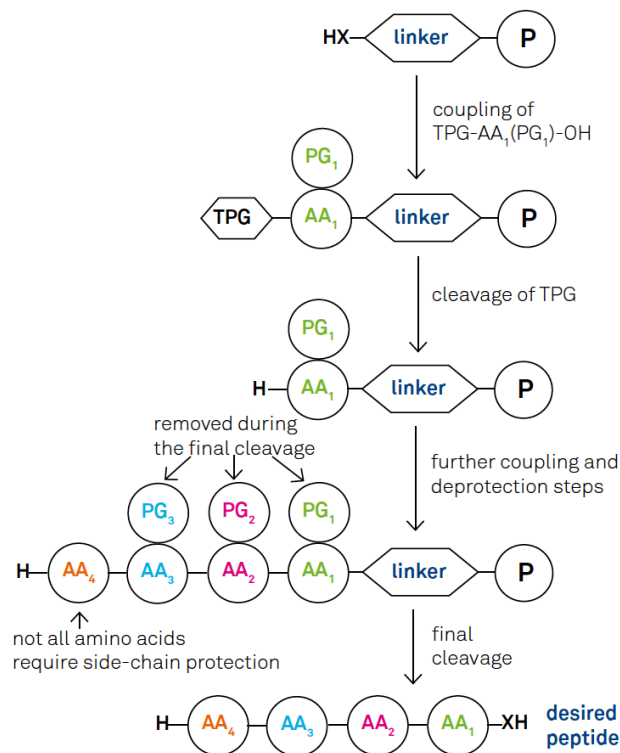 HX linker P
coupling of
TPG-AA₁(PG₁)-OH
PG₁
TPG AA₁ linker P
cleavage of TPG
PG₁
H AA₁ linker P
removed during
the final cleavage
further coupling and
deprotection steps
PG₃ PG₂ PG₁
H AA₄ AA₃ AA₂ AA₁ linker P
not all amino acids
require side-chain protection
final
cleavage
H AA₄ AA₃ AA₂ AA₁ XH
desired
peptide